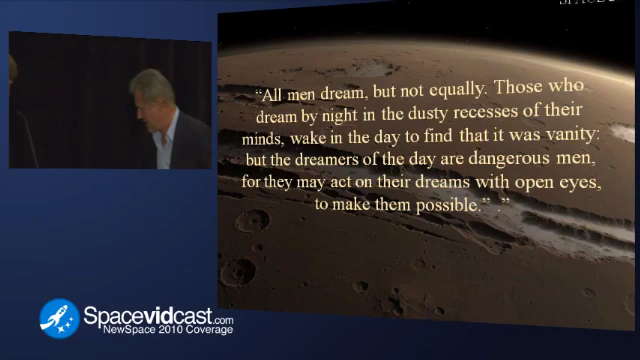 “All men dream, but not equally. Those who
dream by night in the dusty recesses of their
minds, wake in the day to find that it was vanity:
but the dreamers of the day are dangerous men,
for they may act on their dreams with open eyes,
to make them possible.” .”
Spacevidcast.com
NewSpace 2010 Coverage